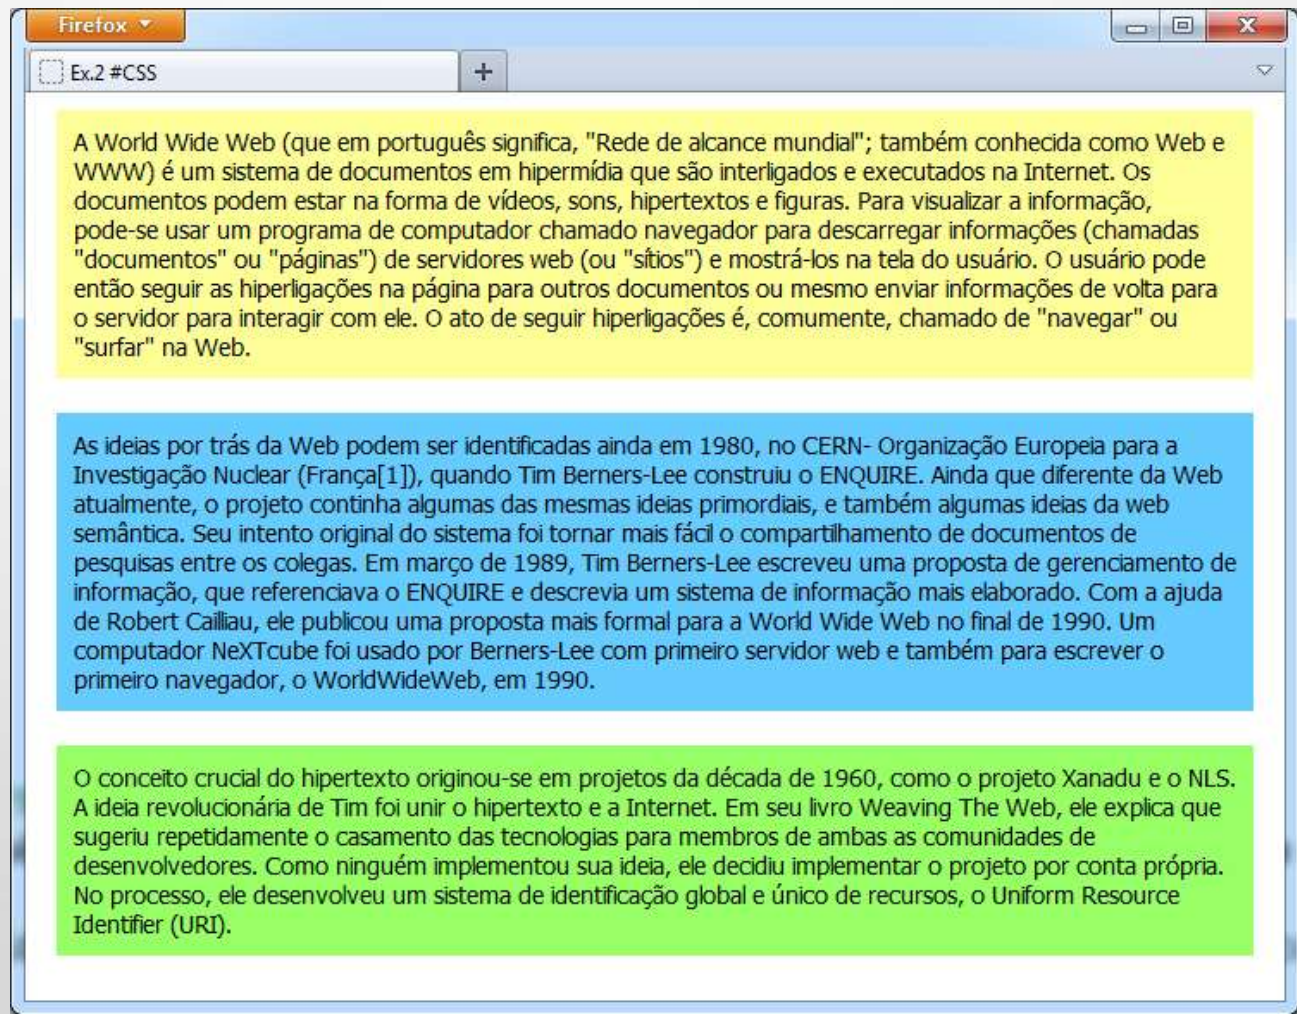 Firefox
Ex.2 #CSS
A World Wide Web (que em português significa, "Rede de alcance mundial"; também conhecida como Web e
WWW) é um sistema de documentos em hipermídia que são interligados e executados na Internet. Os
documentos podem estar na forma de vídeos, sons, hipertextos e figuras. Para visualizar a informação,
pode-se usar um programa de computador chamado navegador para descarregar informações (chamadas
"documentos" ou "páginas") de servidores web (ou "sítios") e mostrá-los na tela do usuário. O usuário pode
então seguir as hiperligações na página para outros documentos ou mesmo enviar informações de volta para
o servidor para interagir com ele. O ato de seguir hiperligações é, comumente, chamado de "navegar" ou
"surfar" na Web.
As ideias por trás da Web podem ser identificadas ainda em 1980, no CERN- Organização Europeia para a
Investigação Nuclear (França[1]), quando Tim Berners-Lee construiu o ENQUIRE. Ainda que diferente da Web
atualmente, o projeto continha algumas das mesmas ideias primordiais, e também algumas ideias da web
semântica. Seu intento original do sistema foi tornar mais fácil o compartilhamento de documentos de
pesquisas entre os colegas. Em março de 1989, Tim Berners-Lee escreveu uma proposta de gerenciamento de
informação, que referenciava o ENQUIRE e descrevia um sistema de informação mais elaborado. Com a ajuda
de Robert Cailliau, ele publicou uma proposta mais formal para a World Wide Web no final de 1990. Um
computador NeXTcube foi usado por Berners-Lee com primeiro servidor web e também para escrever o
primeiro navegador, o WorldWideWeb, em 1990.
O conceito crucial do hipertexto originou-se em projetos da década de 1960, como o projeto Xanadu e o NLS.
A ideia revolucionária de Tim foi unir o hipertexto e a Internet. Em seu livro Weaving The Web, ele explica que
sugeriu repetidamente o casamento das tecnologias para membros de ambas as comunidades de
desenvolvedores. Como ninguém implementou sua ideia, ele decidiu implementar o projeto por conta própria.
No processo, ele desenvolveu um sistema de identificação global e único de recursos, o Uniform Resource
Identifier (URI).